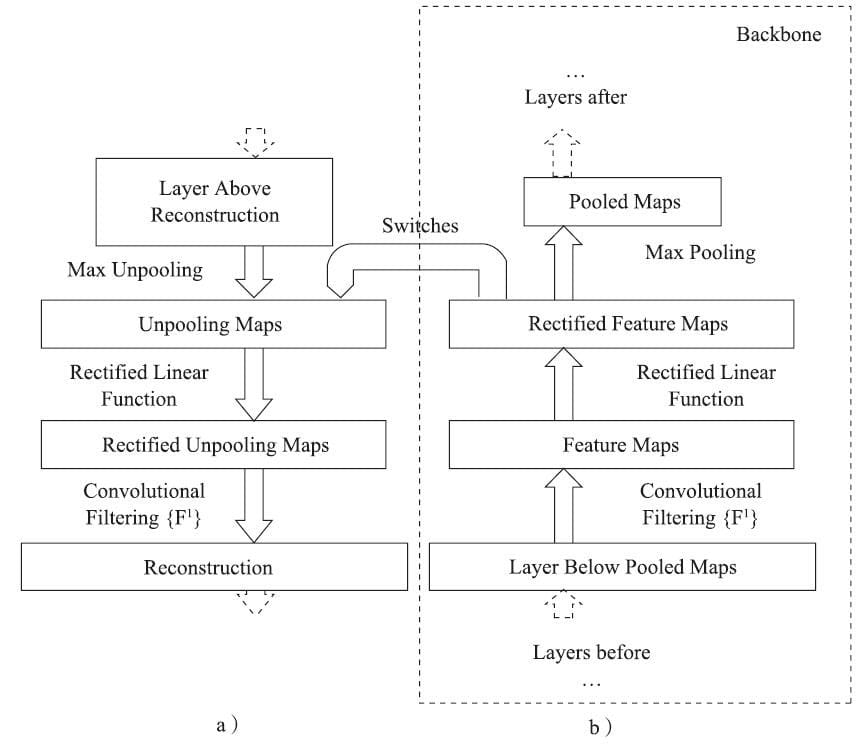 Backbone
...
Layers after
Layer Above
Reconstruction
Pooled Maps
Switches
Max Unpooling
Max Pooling
Unpooling Maps
Rectified Feature Maps
Rectified Linear
Function
Rectified Linear
Function
Rectified Unpooling Maps
Feature Maps
Convolutional
Filtering {F¹}
Convolutional
Filtering {F¹}
Reconstruction
Layer Below Pooled Maps
Layers before
...
a）
b）